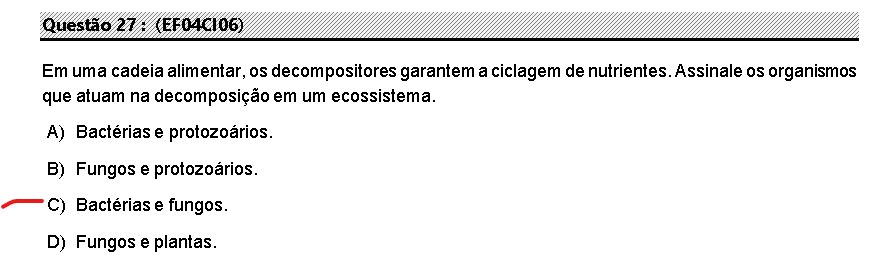 Questão 27 : (EF04CI06)
Em uma cadeia alimentar, os decompositores garantem a ciclagem de nutrientes. Assinale os organismos
que atuam na decomposição em um ecossistema.
A) Bactérias e protozoários.
B) Fungos e protozoários.
C) Bactérias e fungos.
D) Fungos e plantas.